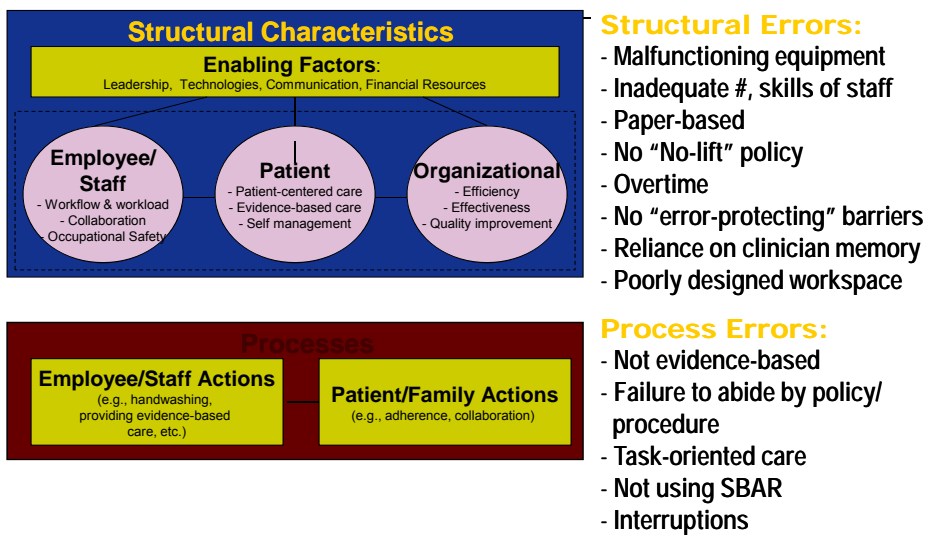 Structural Characteristics
Enabling Factors:
Leadership, Technologies, Communication, Financial Resources
Employee/
Staff
- Workflow & workload
- Collaboration
- Occupational Safety
Patient
- Patient-centered care
- Evidence-based care
- Self management
Organizational
- Efficiency
- Effectiveness
- Quality improvement
Structural Errors:
- Malfunctioning equipment
- Inadequate #, skills of staff
- Paper-based
- No “No-lift” policy
- Overtime
- No “error-protecting” barriers
- Reliance on clinician memory
- Poorly designed workspace
Processes
Employee/Staff Actions
(e.g., handwashing,
providing evidence-based
care, etc.)
Patient/Family Actions
(e.g., adherence, collaboration)
Process Errors:
- Not evidence-based
- Failure to abide by policy/
procedure
- Task-oriented care
- Not using SBAR
- Interruptions